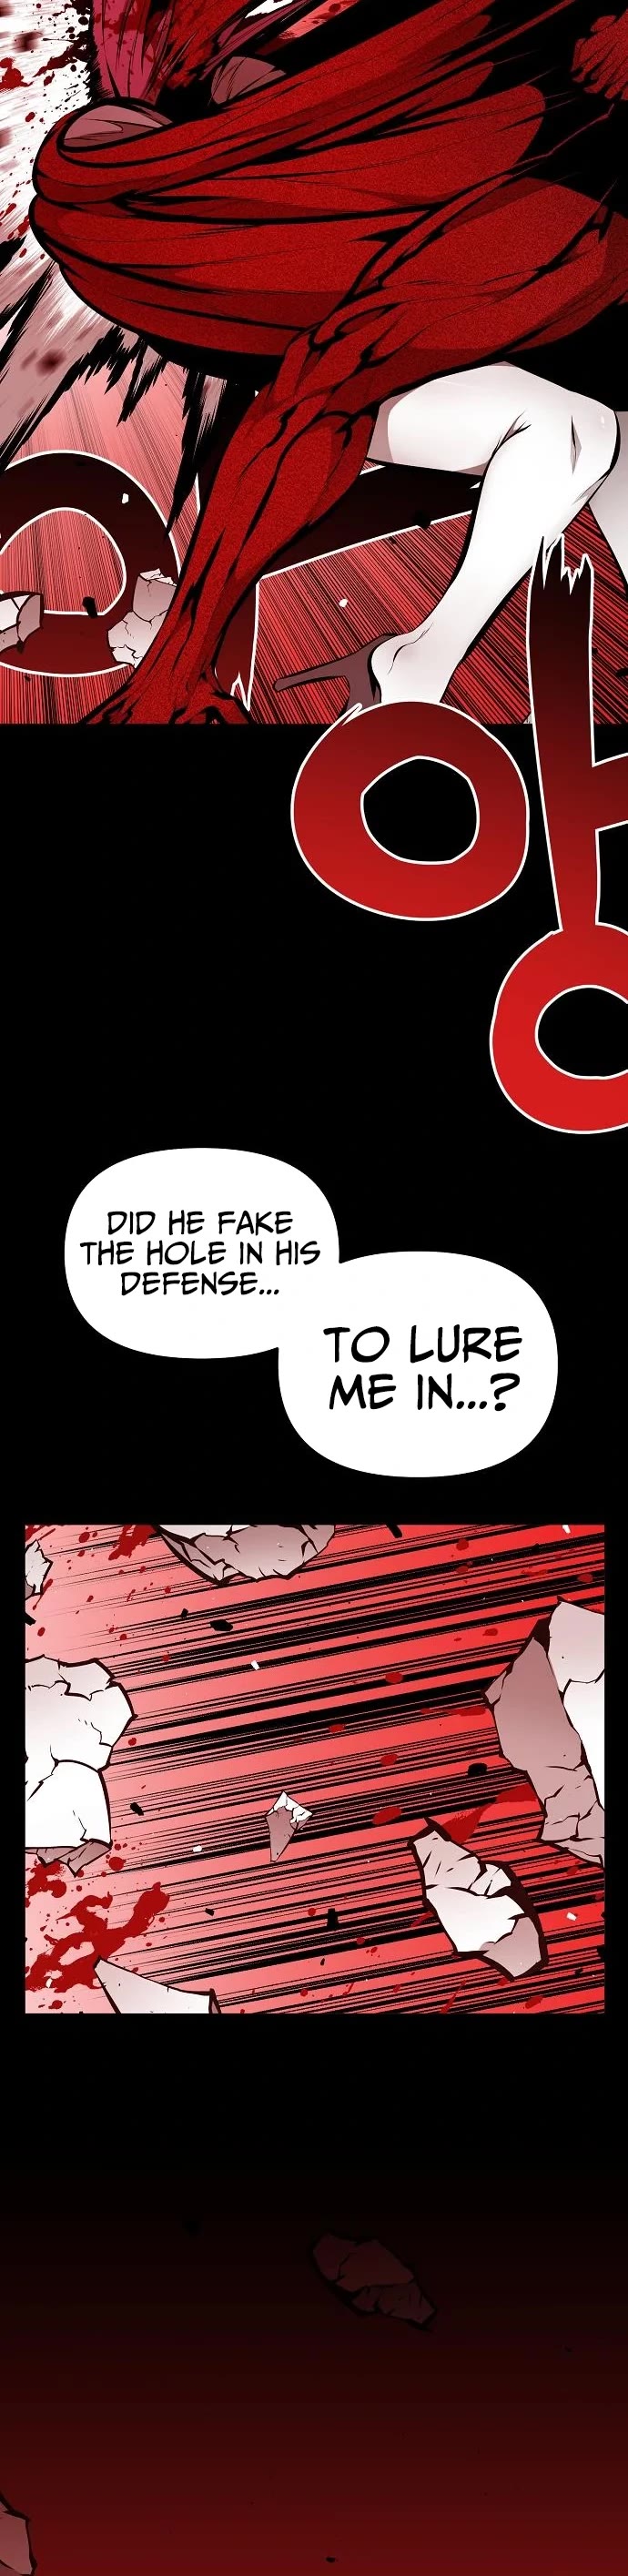 DID HE FAKE
THE HOLE IN HIS
DEFENSE...
TO LURE
ME IN...?